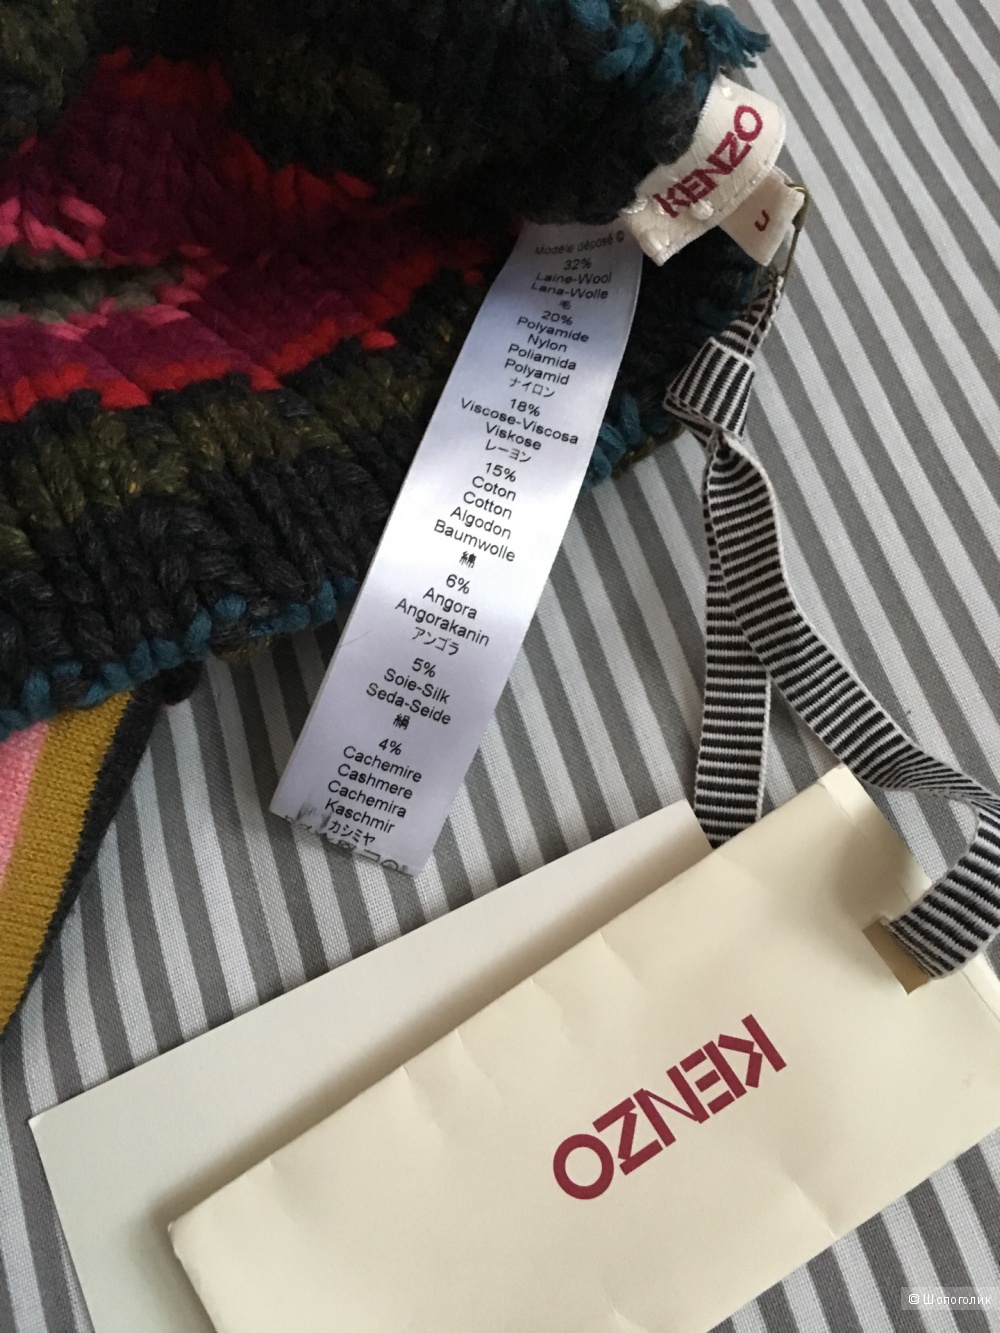 KENZO
U
Modèle déposé ©
32%
Laine-Wool
Lana-Wolle
毛
20%
Polyamide
Nylon
Poliamida
Polyamid
ナイロン
18%
Viscose-Viscosa
Viskose
レーヨン
15%
Coton
Cotton
Algodon
Baumwolle
綿
6%
Angora
Angorakanin
アンゴラ
5%
Soie-Silk
Seda-Seide
絹
4%
Cachemire
Cashmere
Cachemira
Kaschmir
カシミヤ
KENZO
© Шопоголик